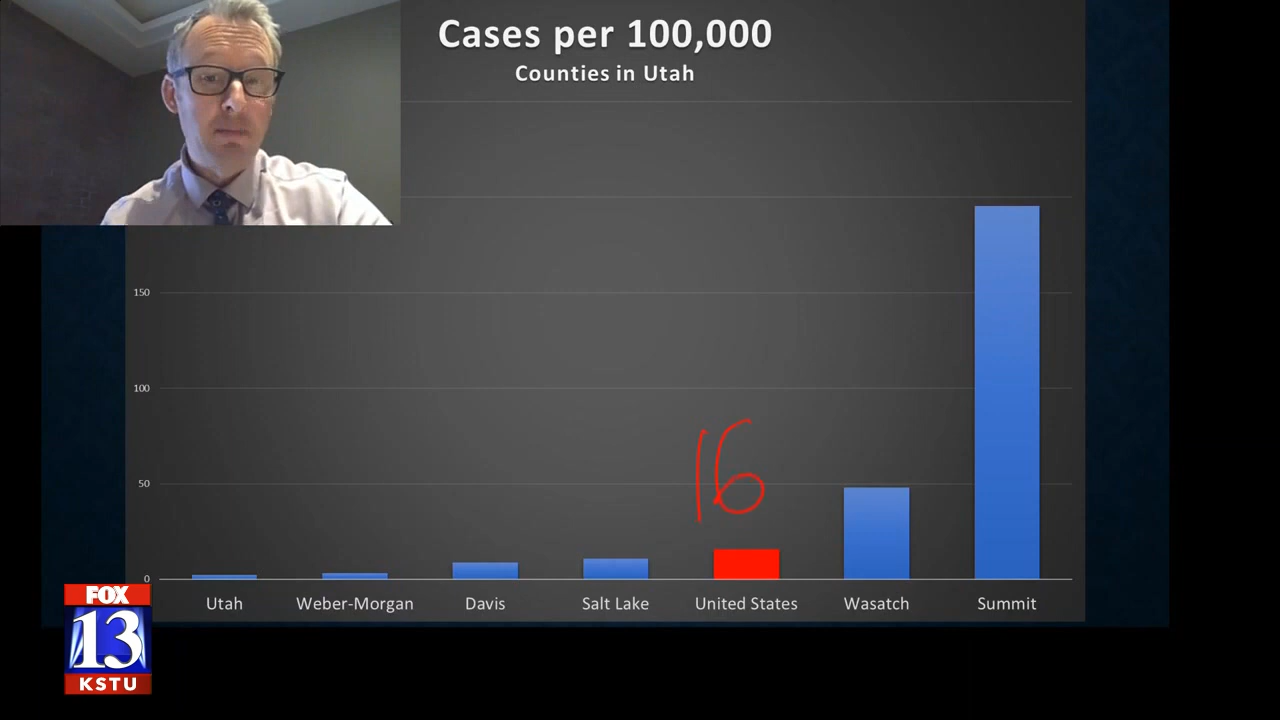 Cases per 100,000
Counties in Utah
150
100
16
50
0
Utah Weber-Morgan Davis Salt Lake United States Wasatch Summit
FOX
13
KSTU